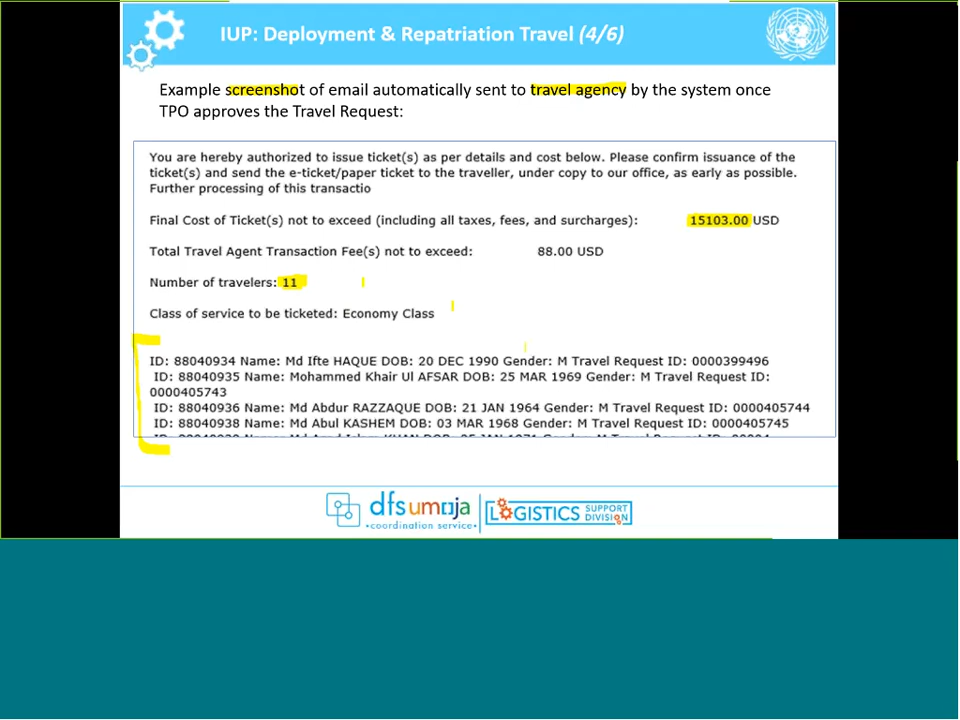 IUP: Deployment & Repatriation Travel (4/6)
Example screenshot of email automatically sent to travel agency by the system once
TPO approves the Travel Request:
You are hereby authorized to issue ticket(s) as per details and cost below. Please confirm issuance of the
ticket(s) and send the e-ticket/paper ticket to the traveller, under copy to our office, as early as possible.
Further processing of this transactio
Final Cost of Ticket(s) not to exceed (including all taxes, fees, and surcharges): 15103.00 USD
Total Travel Agent Transaction Fee(s) not to exceed: 88.00 USD
Number of travelers: 11
Class of service to be ticketed: Economy Class
ID: 88040934 Name: Md Ifte HAQUE DOB: 20 DEC 1990 Gender: M Travel Request ID: 0000399496
ID: 88040935 Name: Mohammed Khair Ul AFSAR DOB: 25 MAR 1969 Gender: M Travel Request ID:
0000405743
ID: 88040936 Name: Md Abdur RAZZAQUE DOB: 21 JAN 1964 Gender: M Travel Request ID: 0000405744
ID: 88040938 Name: Md Abul KASHEM DOB: 03 MAR 1968 Gender: M Travel Request ID: 0000405745
dfsumoja
•coordination service•
LOGISTICS SUPPORT DIVISION